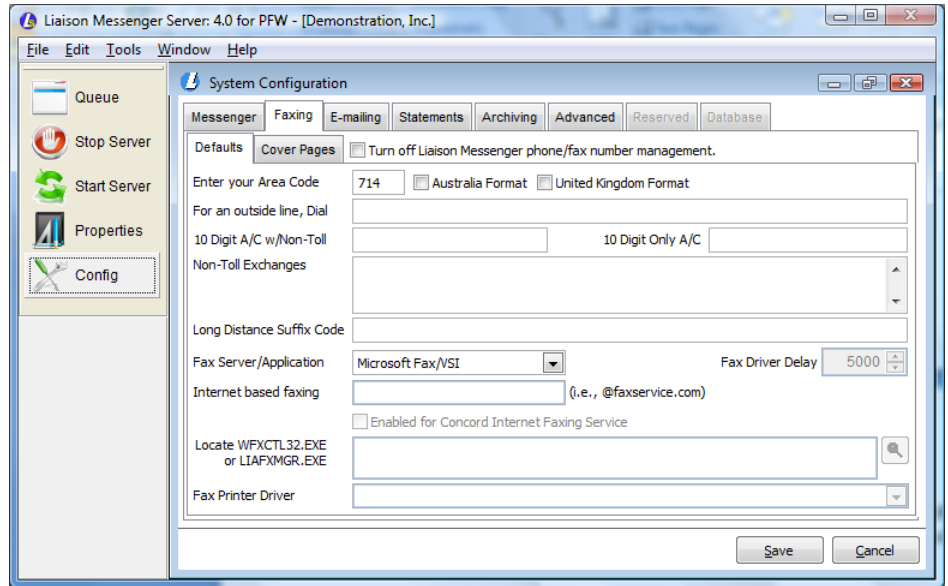 Liaison Messenger Server: 4.0 for PFW - [Demonstration, Inc.]
File Edit Tools Window Help
Queue
Stop Server
Start Server
Properties
Config
System Configuration
Messenger Faxing E-mailing Statements Archiving Advanced Reserved Database
Defaults Cover Pages Turn off Liaison Messenger phone/fax number management.
Enter your Area Code 714 Australia Format United Kingdom Format
For an outside line, Dial
10 Digit A/C w/Non-Toll 10 Digit Only A/C
Non-Toll Exchanges
Long Distance Suffix Code
Fax Server/Application Microsoft Fax/VSI Fax Driver Delay 5000
Internet based faxing (i.e., @faxservice.com)
Enabled for Concord Internet Faxing Service
Locate WFXCTL32.EXE
or LIAFXMGR.EXE
Fax Printer Driver
Save Cancel